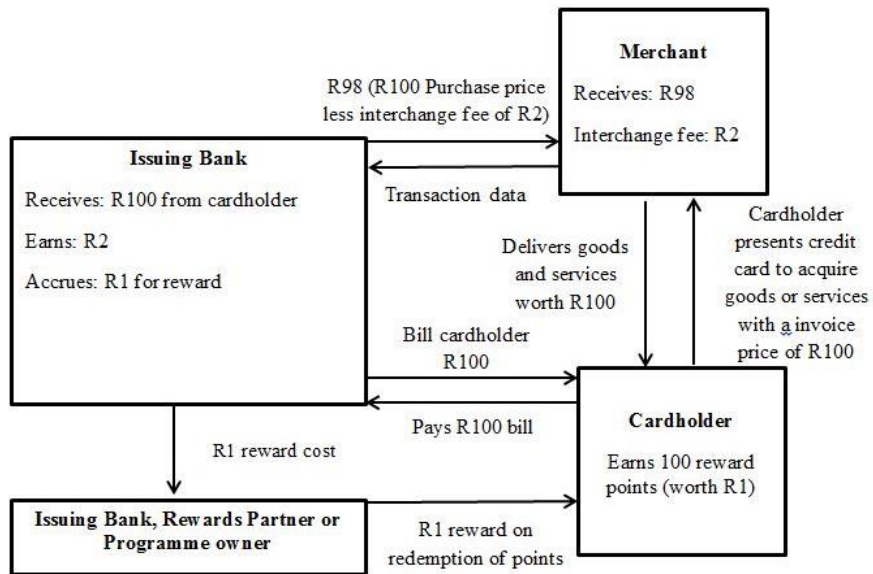 Merchant
Receives: R98
Interchange fee: R2
R98 (R100 Purchase price
less interchange fee of R2)
Transaction data
Issuing Bank
Receives: R100 from cardholder
Earns: R2
Accrues: R1 for reward
Delivers goods
and services
worth R100
Cardholder
presents credit
card to acquire
goods or services
with a invoice
price of R100
Bill cardholder
R100
Pays R100 bill
Cardholder
Earns 100 reward
points (worth R1)
R1 reward cost
Issuing Bank, Rewards Partner or
Programme owner
R1 reward on
redemption of points